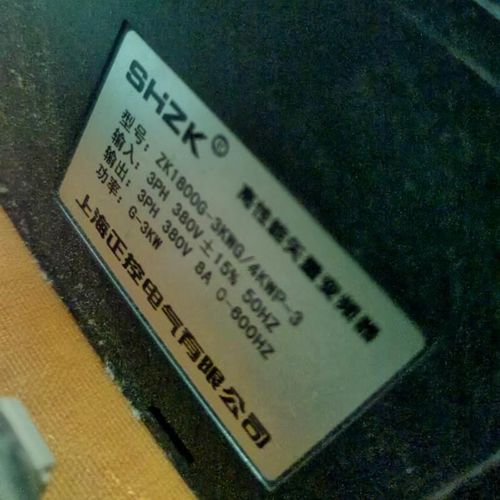 SHZK® 高性能矢量变频器
型号: ZK1800G-3KWG/4KWP-3
输入: 3PH 380V±15% 50HZ
输出: 3PH 380V 8A 0-600HZ
功率: G-3KW
上海正控电气有限公司